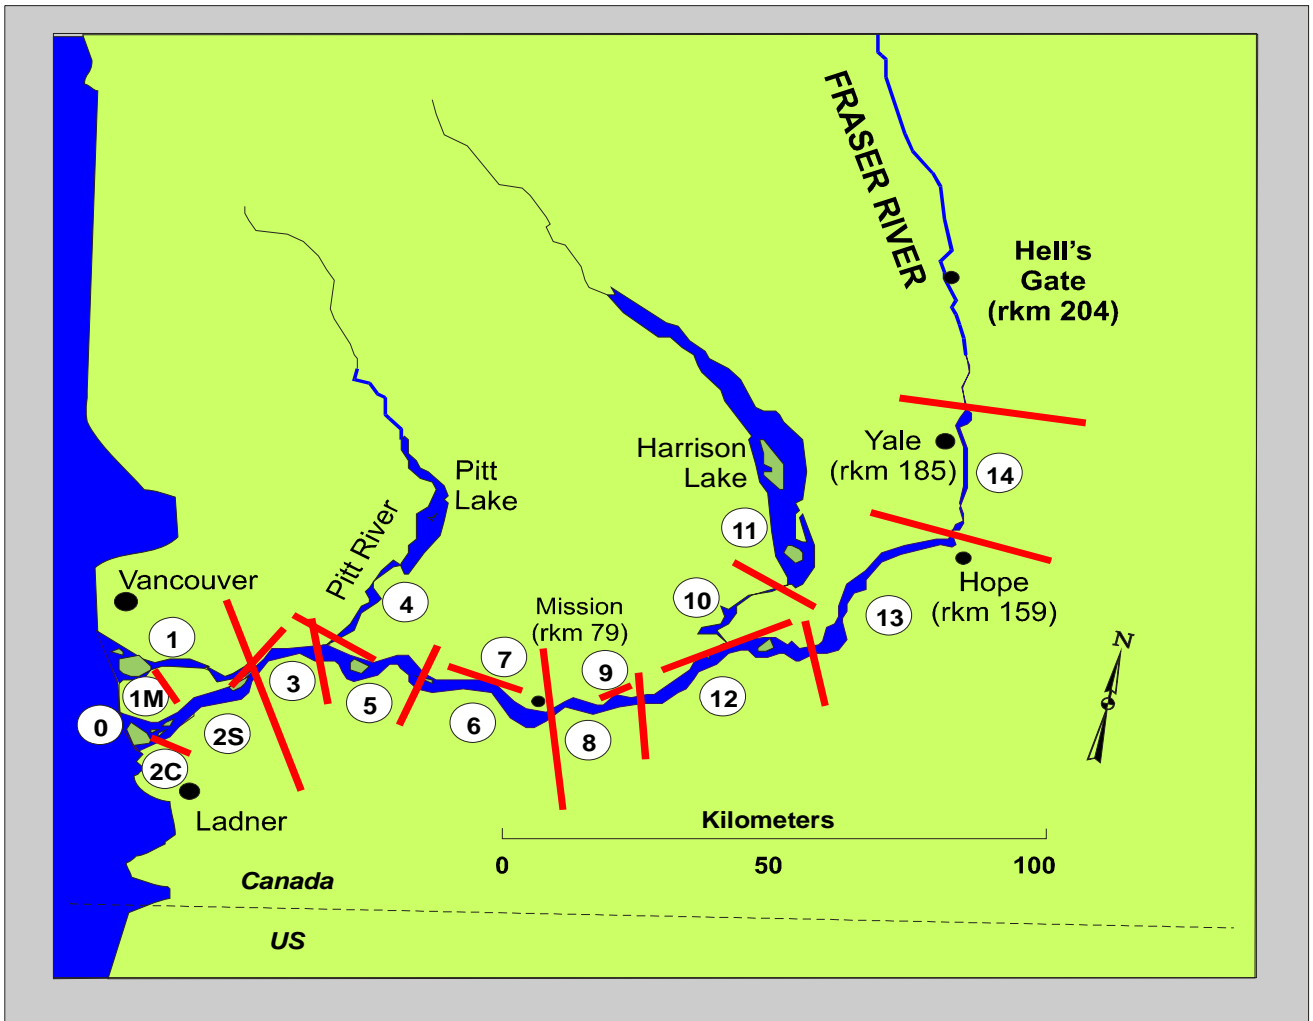 FRASER RIVER
Hell's
Gate
(rkm 204)
Harrison
Lake
Yale
(rkm 185)
14
Pitt
Lake
Pitt River
11
Vancouver
4
10
Mission
(rkm 79)
Hope
(rkm 159)
13
1
7
9
3
1M
5
12
0
2S
6
8
2C
Ladner
N
Kilometers
0 50 100
Canada
US